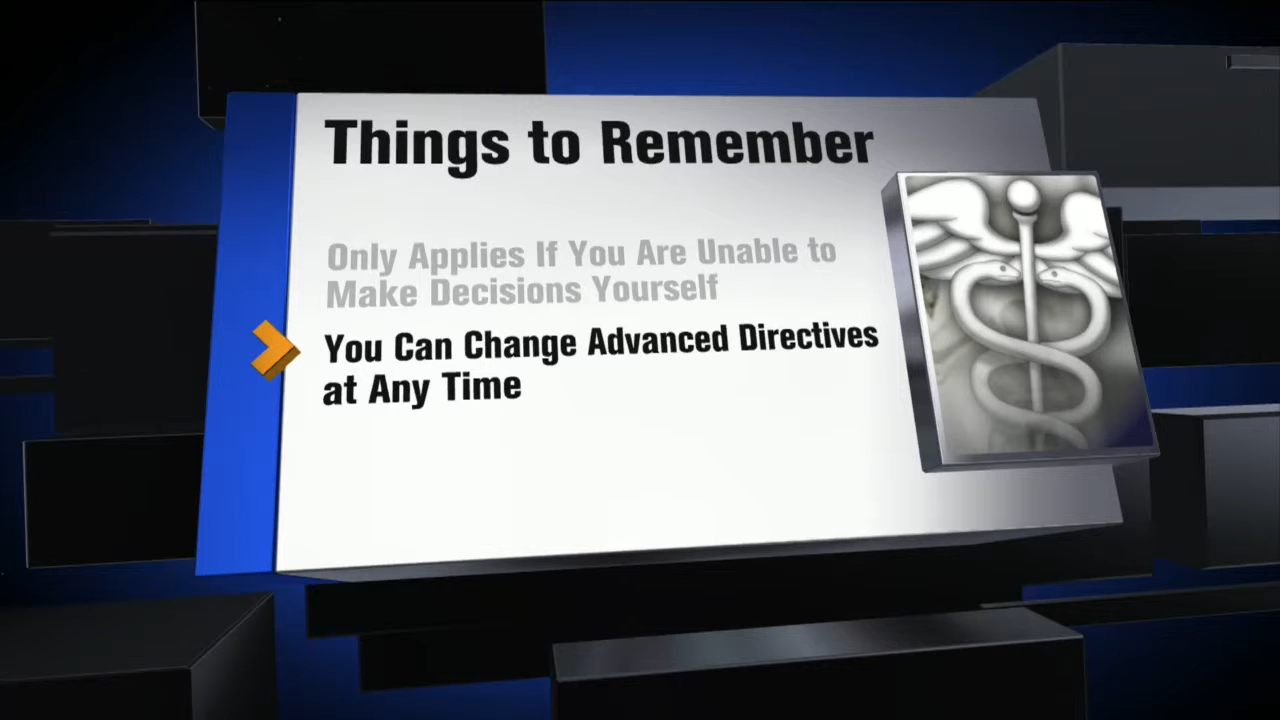 Things to Remember
Only Applies If You Are Unable to
Make Decisions Yourself
You Can Change Advanced Directives
at Any Time